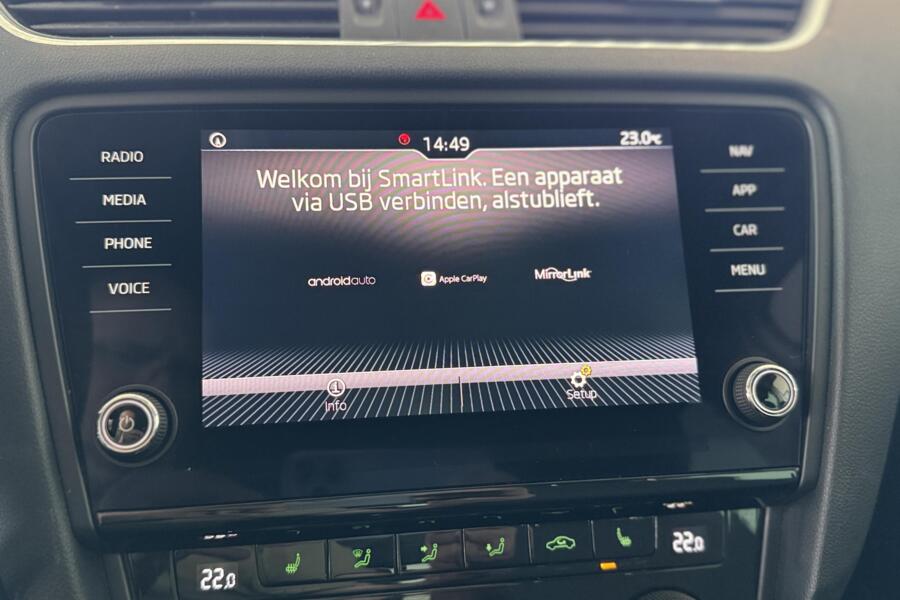 14:49
23.0°C
RADIO
MEDIA
PHONE
VOICE
Welkom bij SmartLink. Een apparaat
via USB verbinden, alstublieft.
androidauto
Apple CarPlay
MirrorLink
Info
Setup
NAV
APP
CAR
MENU
22.0
22.0